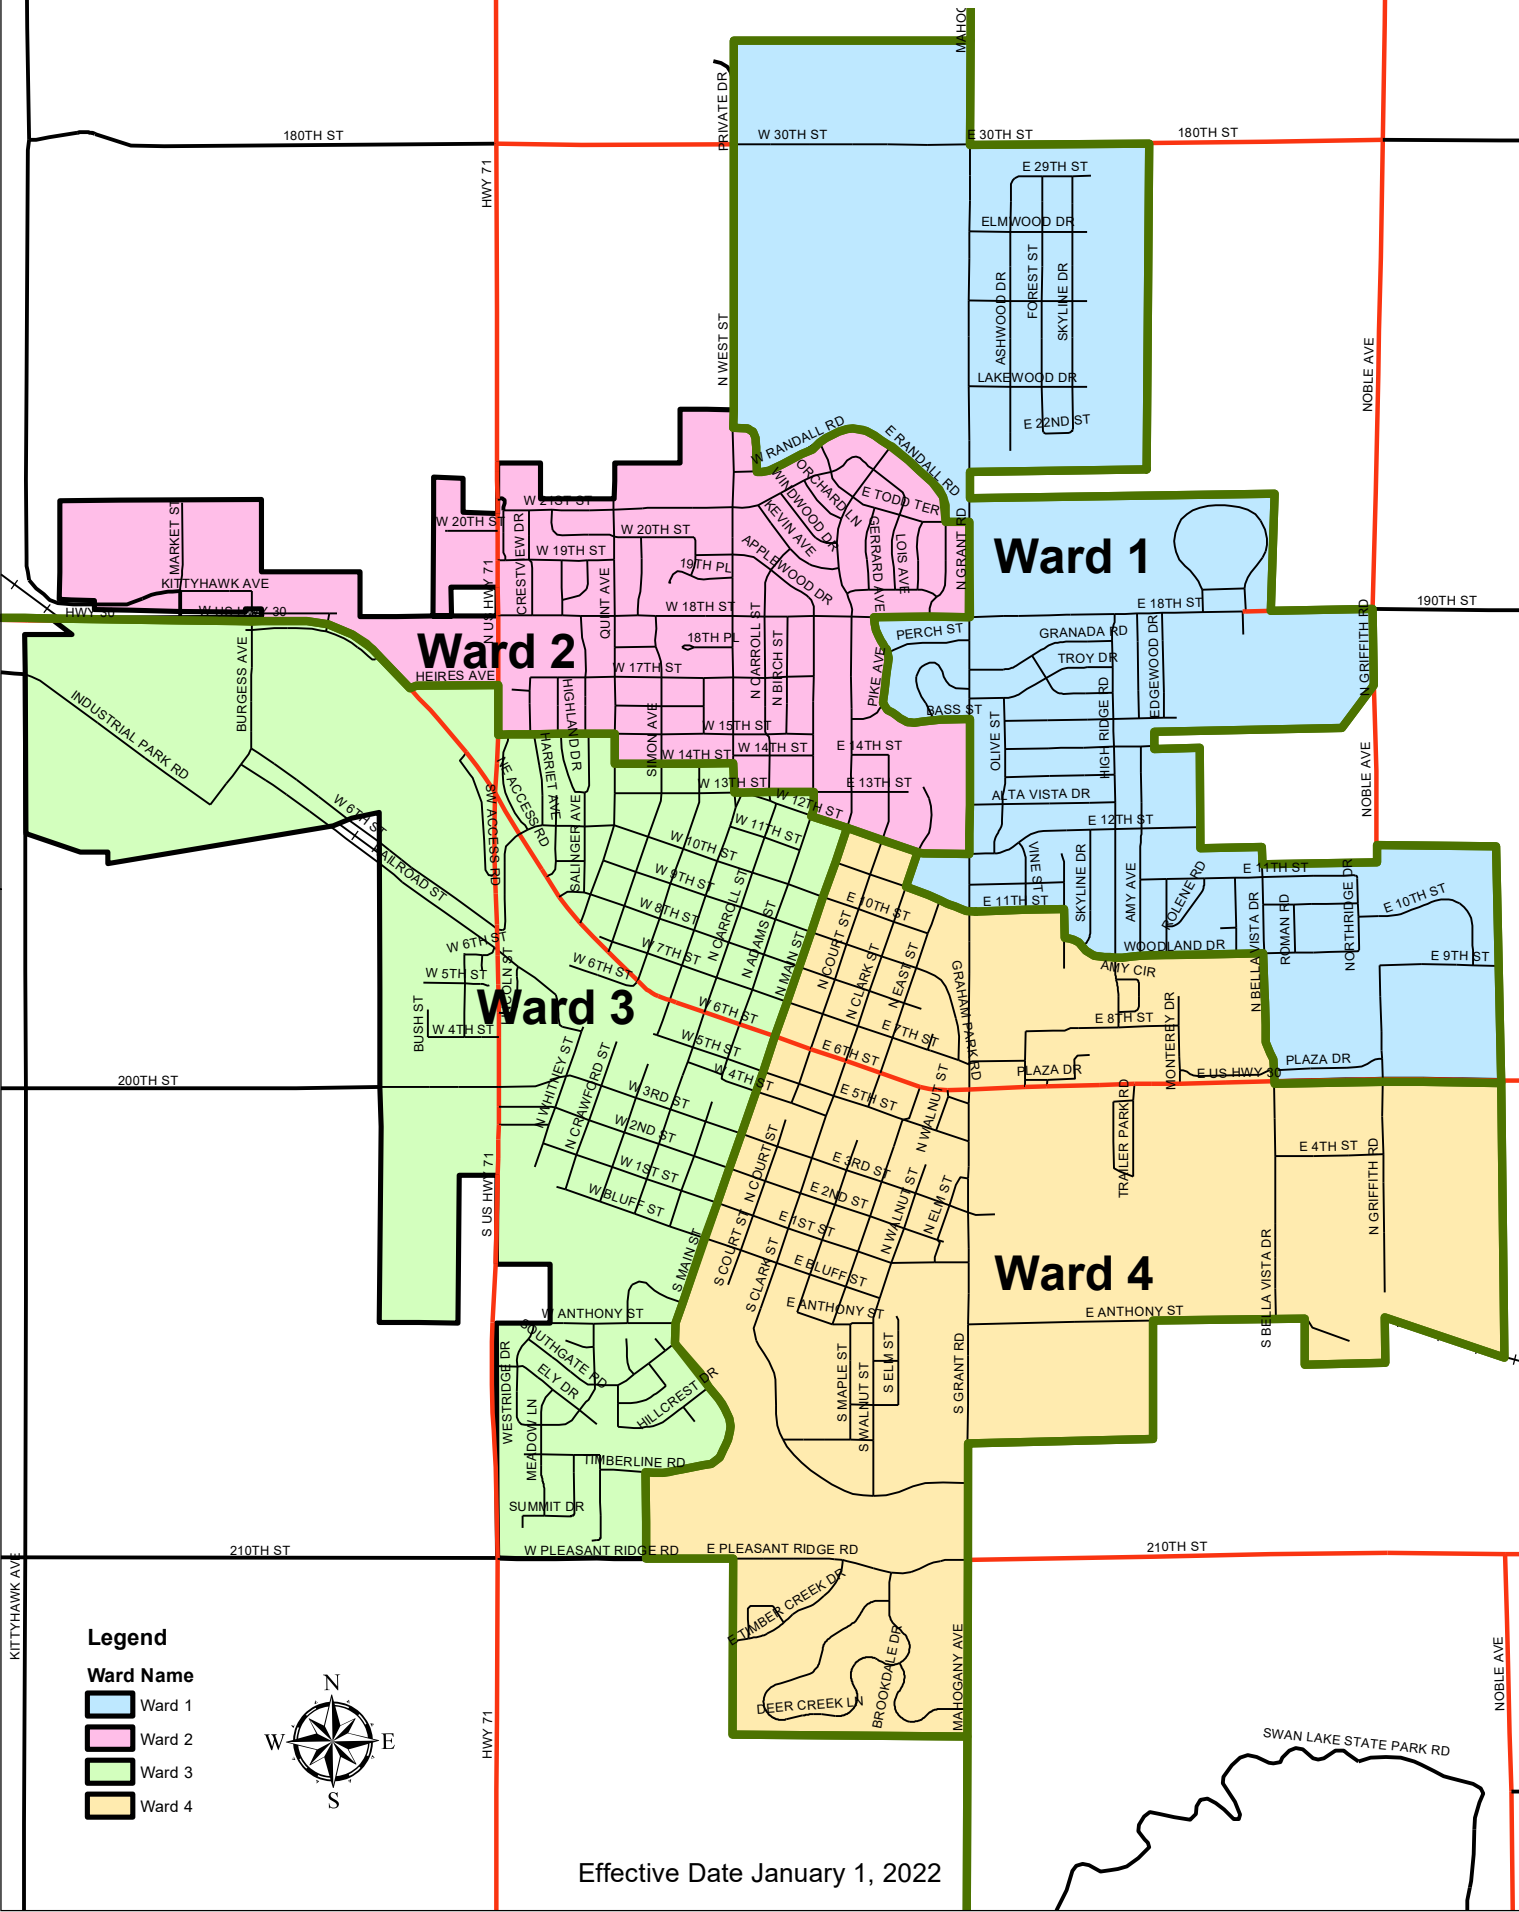 MAHOG
PRIVATE DR
180TH ST
W 30TH ST
E 30TH ST
180TH ST
HWY 71
E 29TH ST
ELMWOOD DR
ASHWOOD DR
FOREST ST
SKYLINE DR
N WEST ST
NOBLE AVE
LAKEWOOD DR
E 22ND ST
W RANDALL RD
E RANDALL RD
ORCHARD LN
WINDWOOD DR
KEVIN AVE
E TODD TER
GERRARD AVE
LOIS AVE
N GRANT RD
MARKET ST
W 21ST ST
W 20TH ST
W 20TH ST
CRESTVIEW DR
W 19TH ST
19TH PL
APPLEWOOD DR
Ward 1
KITTYHAWK AVE
HWY 30
W US HWY 30
N US HWY 71
QUINT AVE
W 18TH ST
E 18TH ST
190TH ST
PERCH ST
GRANADA RD
TROY DR
EDGEWOOD DR
N GRIFFITH RD
Ward 2
18TH PL
N CARROLL ST
N BIRCH ST
W 17TH ST
HEIRES AVE
HIGHLAND DR
PIKE AVE
BASS ST
HIGH RIDGE RD
OLIVE ST
BURGESS AVE
INDUSTRIAL PARK RD
SIMON AVE
W 15TH ST
W 14TH ST
W 14TH ST
E 14TH ST
NE ACCESS RD
HARRIET AVE
W 13TH ST
E 13TH ST
NOBLE AVE
SW ACCESS RD
SALINGER AVE
ALTA VISTA DR
W 12TH ST
E 12TH ST
W 6TH ST
RAILROAD ST
W 11TH ST
W 10TH ST
W 9TH ST
W 8TH ST
W 7TH ST
W 6TH ST
N CARROLL ST
N ADAMS ST
N MAIN ST
VINE ST
SKYLINE DR
AMY AVE
ROLENE RD
E 11TH ST
N BELLA VISTA DR
ROMAN RD
NORTHRIDGE DR
E 10TH ST
E 10TH ST
E 11TH ST
WOODLAND DR
E 9TH ST
N COURT ST
N CLARK ST
N EAST ST
GRAHAM PARK RD
AMY CIR
W 6TH ST
W 5TH ST
LINCOLN ST
BUSH ST
W 4TH ST
Ward 3
W 6TH ST
E 8TH ST
MONTEREY DR
E 7TH ST
W 5TH ST
E 6TH ST
PLAZA DR
PLAZA DR
E US HWY 30
200TH ST
N WHITNEY ST
N CRAWFORD ST
W 4TH ST
W 3RD ST
E 5TH ST
N WALNUT ST
TRAILER PARK RD
W 2ND ST
W 1ST ST
W BLUFF ST
N COURT ST
E 3RD ST
E 4TH ST
N GRIFFITH RD
S US HWY 71
E 2ND ST
N WALNUT ST
N ELM ST
E 1ST ST
S COURT ST
S CLARK ST
S MAIN ST
E BLUFF ST
Ward 4
S BELLA VISTA DR
W ANTHONY ST
E ANTHONY ST
E ANTHONY ST
WESTRIDGE DR
SOUTHGATE RD
ELY DR
HILLCREST DR
MEADOW LN
S MAPLE ST
S WALNUT ST
S ELM ST
S GRANT RD
TIMBERLINE RD
SUMMIT DR
210TH ST
W PLEASANT RIDGE RD
E PLEASANT RIDGE RD
210TH ST
KITTYHAWK AVE
E TIMBER CREEK DR
BROOKDALE DR
DEER CREEK LN
MAHOGANY AVE
NOBLE AVE
HWY 71
SWAN LAKE STATE PARK RD
Legend
Ward Name
Ward 1
Ward 2
Ward 3
Ward 4
N
W
E
S
Effective Date January 1, 2022